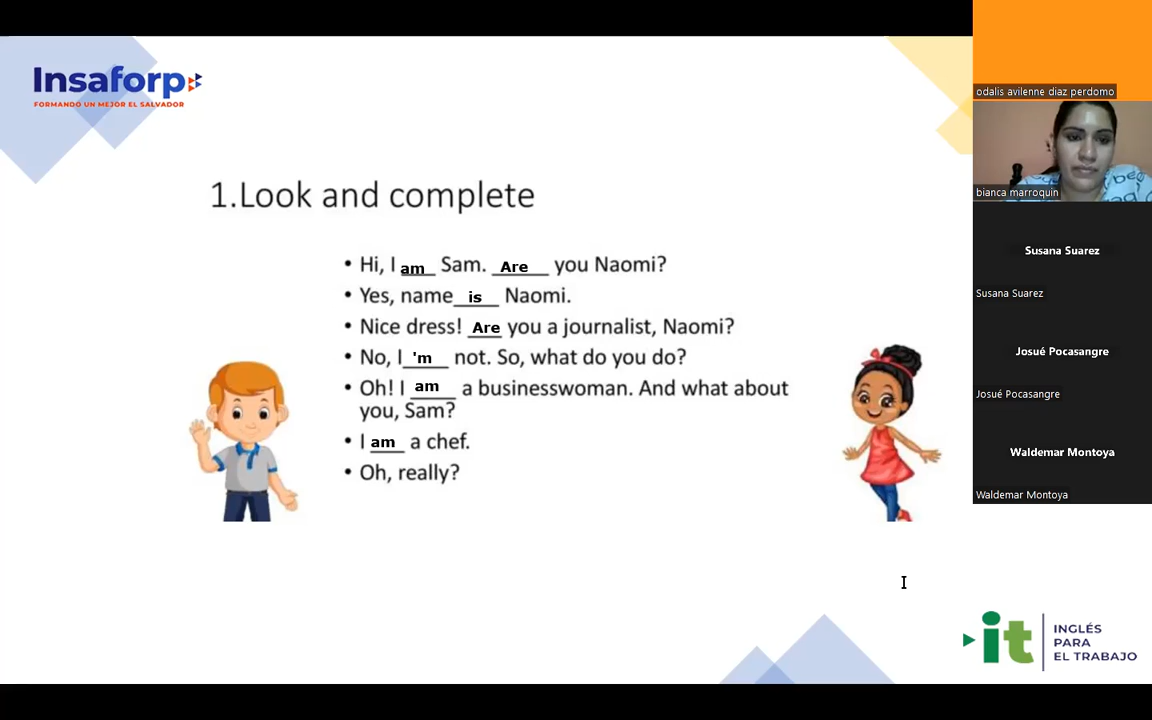 Insaforp
FORMANDO UN MEJOR EL SALVADOR
1.Look and complete
• Hi, I am Sam. Are you Naomi?
• Yes, name is Naomi.
• Nice dress! Are you a journalist, Naomi?
• No, I 'm not. So, what do you do?
• Oh! I am a businesswoman. And what about
you, Sam?
• I am a chef.
• Oh, really?
odalis avilenne diaz perdomo
bianca marroquin
Susana Suarez
Susana Suarez
Josué Pocasangre
Josué Pocasangre
Waldemar Montoya
Waldemar Montoya
it
INGLÉS
PARA
EL TRABAJO